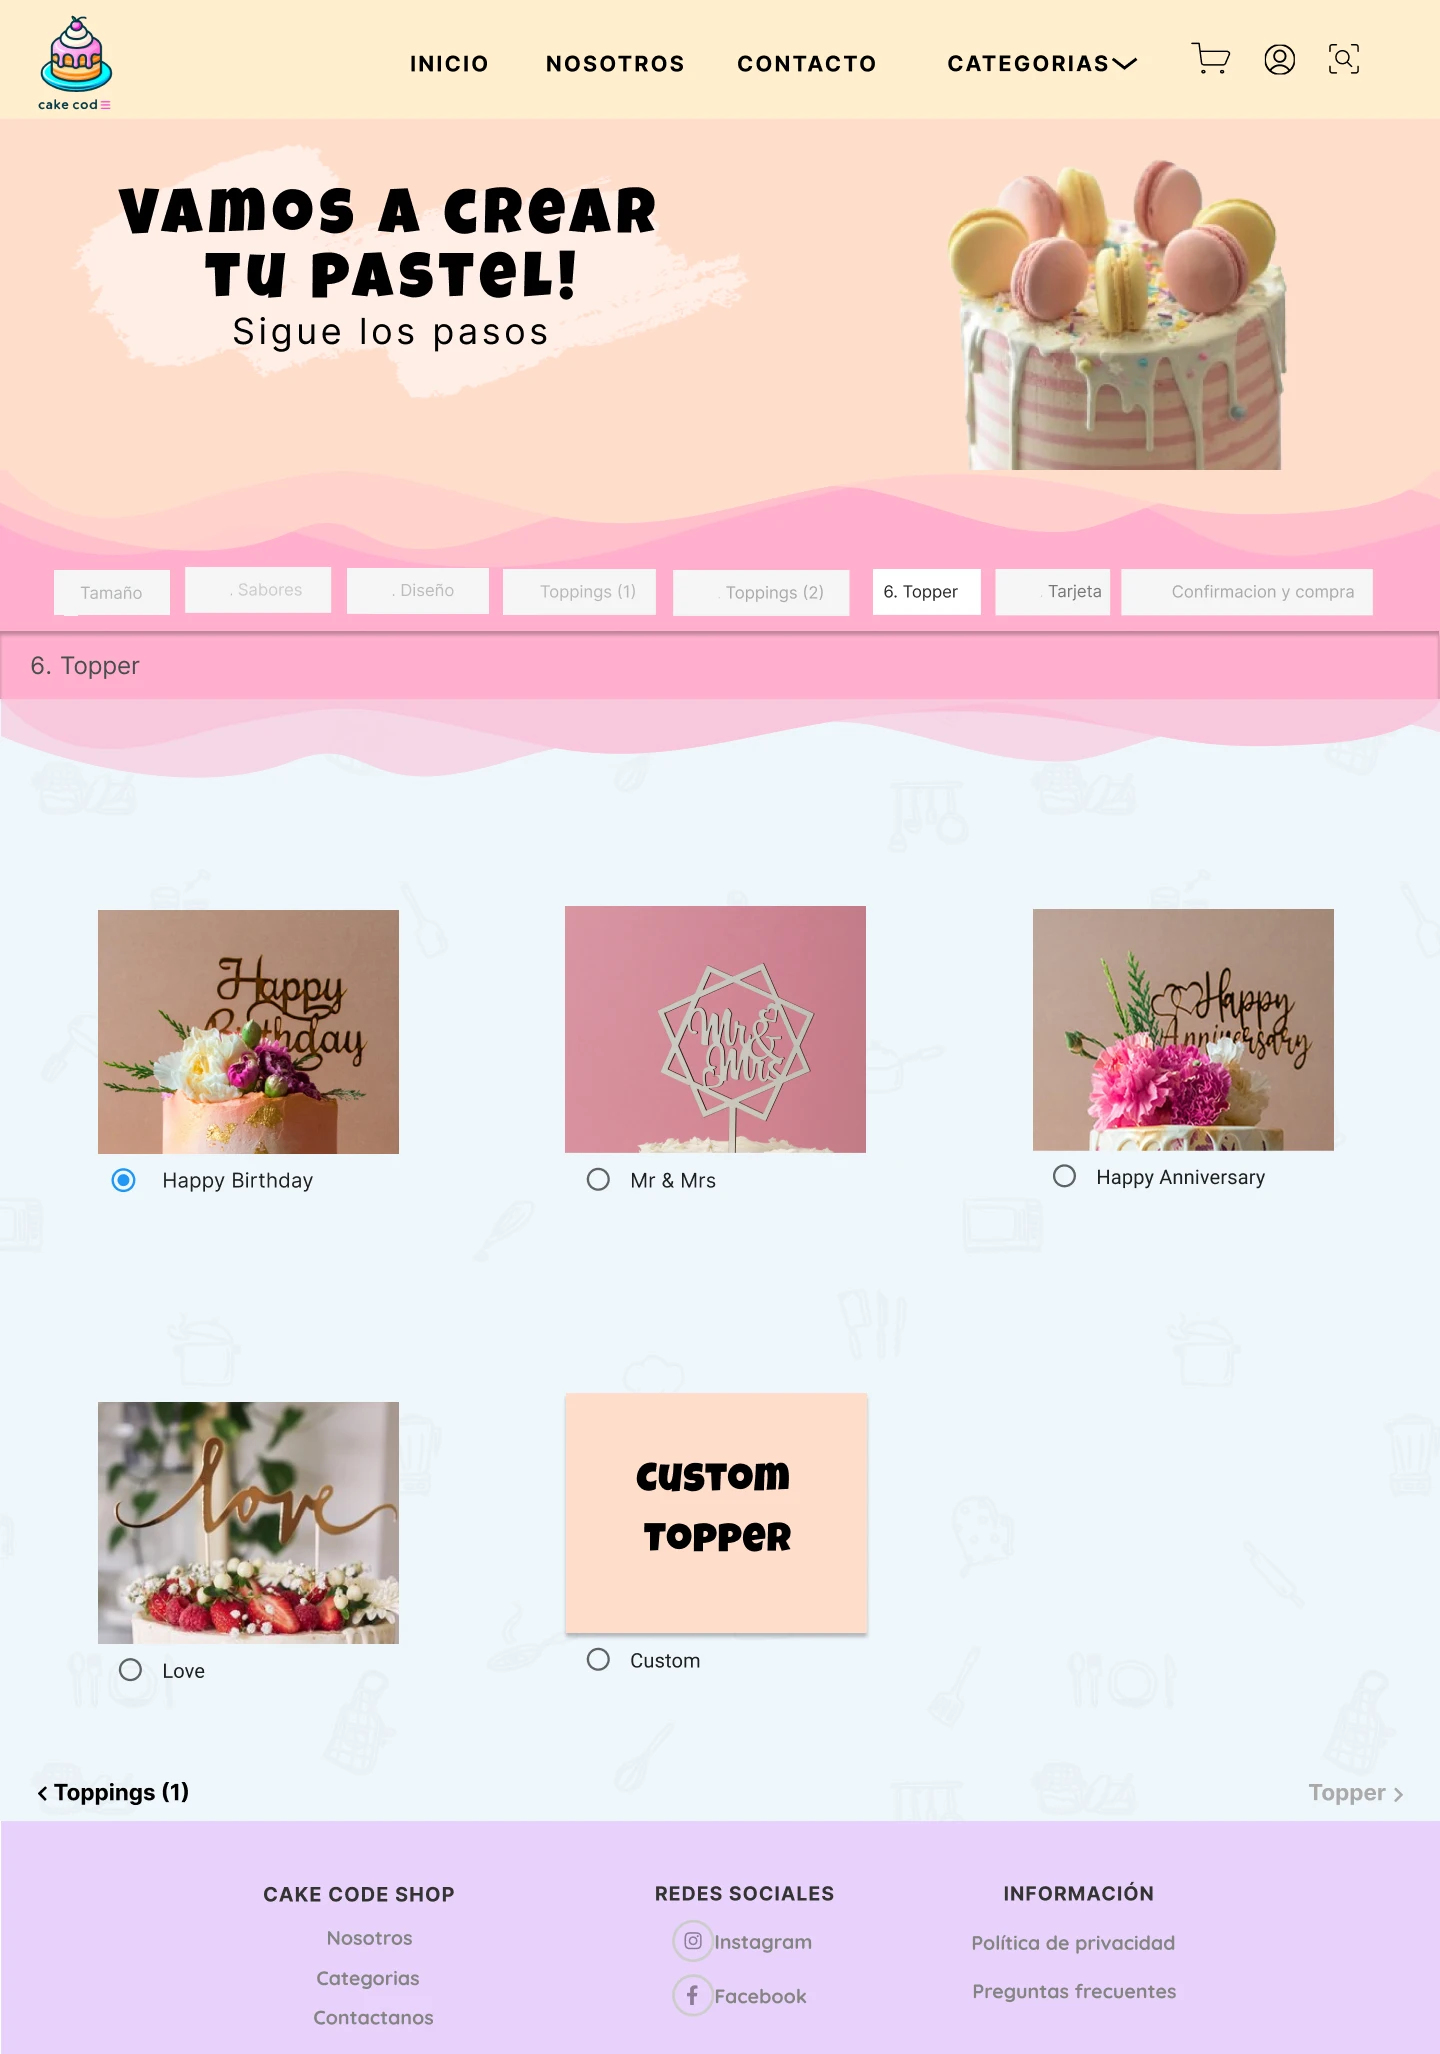 cake cod
INICIO
NOSOTROS
CONTACTO
CATEGORIAS
VAMOS A CREAR
TU PASTEL!
Sigue los pasos
Tamaño
. Sabores
. Diseño
Toppings (1)
. Toppings (2)
6. Topper
. Tarjeta
Confirmacion y compra
6. Topper
Happy
Birthday
Mr &
Mrs
Happy
Anniversary
Happy Birthday
Mr & Mrs
Happy Anniversary
love
CUSTOM
TOPPER
Love
Custom
Toppings (1)
Topper
CAKE CODE SHOP
Nosotros
Categorias
Contactanos
REDES SOCIALES
Instagram
Facebook
INFORMACIÓN
Política de privacidad
Preguntas frecuentes